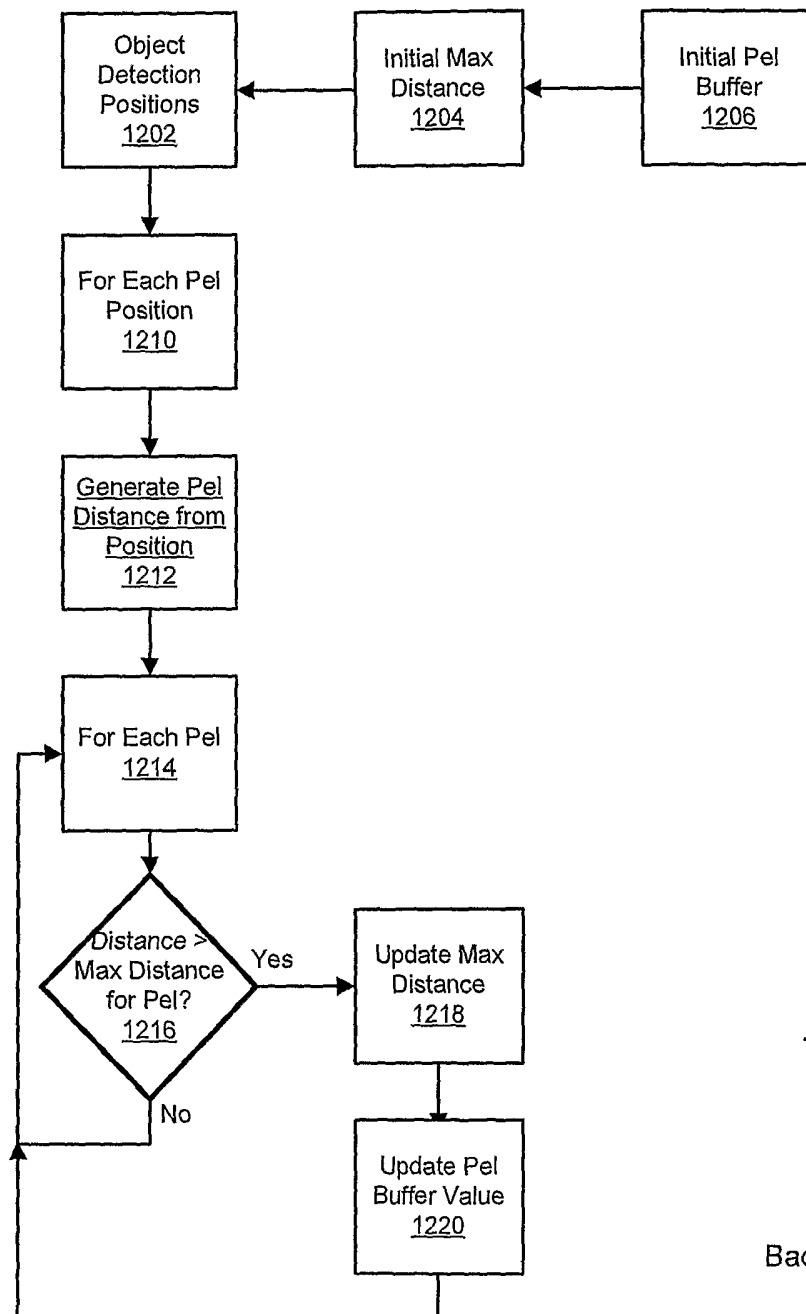 Object
Detection
Positions
1202
Initial Max
Distance
1204
Initial Pel
Buffer
1206
For Each Pel
Position
1210
Generate Pel
Distance from
Position
1212
For Each Pel
1214
Distance >
Max Distance
for Pel?
1216
Yes
No
Update Max
Distance
1218
Update Pel
Buffer Value
1220
Bac